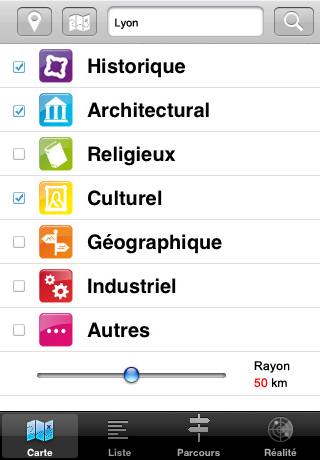 Lyon
Historique
Architectural
Religieux
Culturel
Géographique
Industriel
Autres
Rayon
50 km
Carte
Liste
Parcours
Réalité